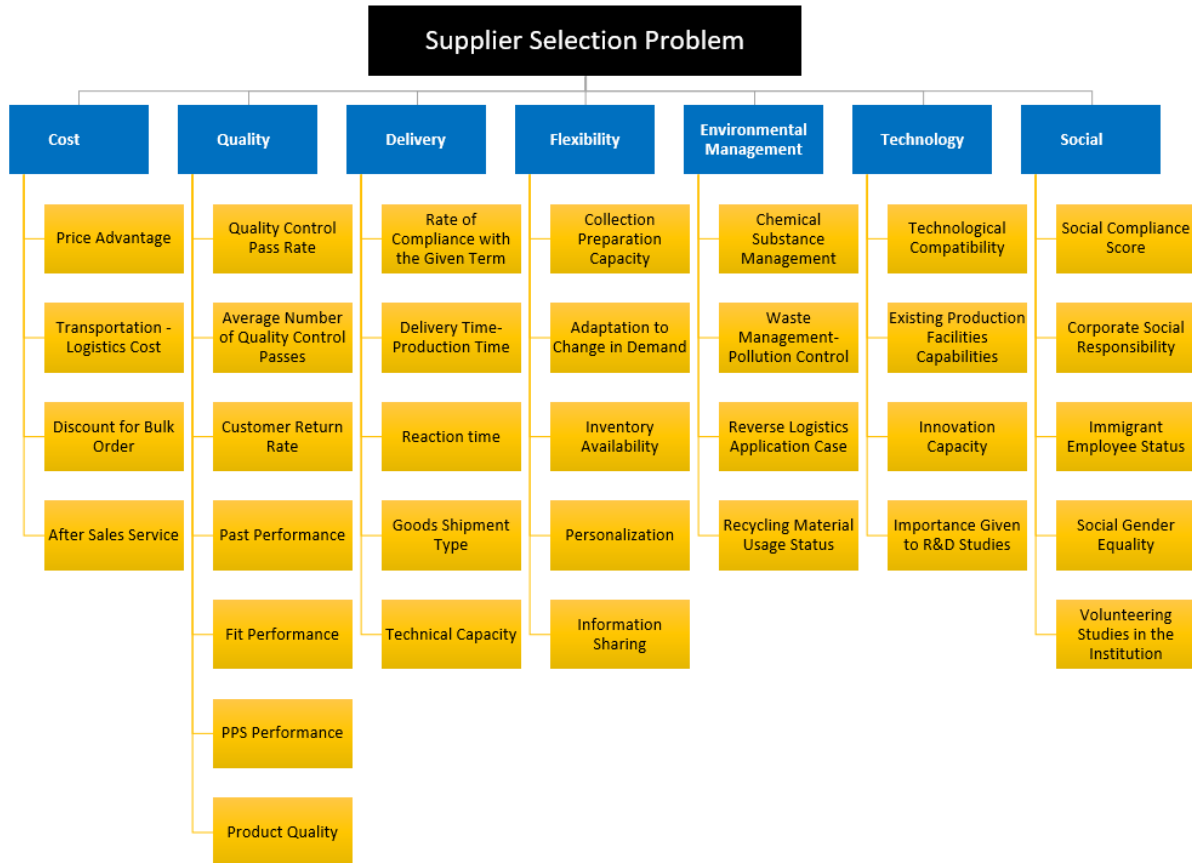 Supplier Selection Problem
Cost
Quality
Delivery
Flexibility
Environmental
Management
Technology
Social
Price Advantage
Transportation -
Logistics Cost
Discount for Bulk
Order
After Sales Service
Quality Control
Pass Rate
Average Number
of Quality Control
Passes
Customer Return
Rate
Past Performance
Fit Performance
PPS Performance
Product Quality
Rate of
Compliance with
the Given Term
Delivery Time-
Production Time
Reaction time
Goods Shipment
Type
Technical Capacity
Collection
Preparation
Capacity
Adaptation to
Change in Demand
Inventory
Availability
Personalization
Information
Sharing
Chemical
Substance
Management
Waste
Management-
Pollution Control
Reverse Logistics
Application Case
Recycling Material
Usage Status
Technological
Compatibility
Existing Production
Facilities
Capabilities
Innovation
Capacity
Importance Given
to R&D Studies
Social Compliance
Score
Corporate Social
Responsibility
Immigrant
Employee Status
Social Gender
Equality
Volunteering
Studies in the
Institution